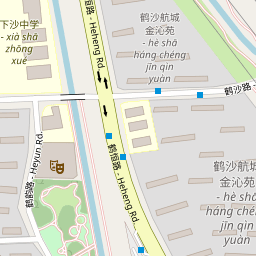 下沙中学
- xià shā
zhōng
xué
鹤恒路 - Heheng Rd.
鹤沙航城
金沁苑
- hè shā
háng chéng
jīn qìn
yuàn
鹤沙路
鹤韵路 - Heyun Rd.
鹤恒路 - Heheng Rd.
鹤沙航城
金沁苑
- hè shā
háng chéng
jīn qìn
yuàn